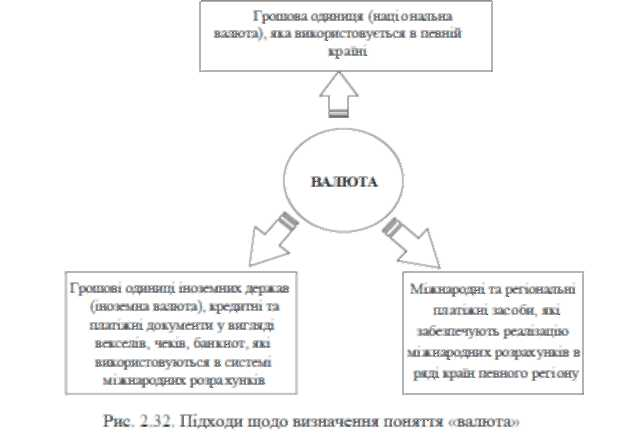 Грошова одиниця (національна
валюта), яка використовується в певній
країні
ВАЛЮТА
Грошові одиниці іноземних держав
(іноземна валюта), кредитні та
платіжні документи у вигляді
векселів, чеків, банкнот, які
використовуються в системі
міжнародних розрахунків
Міжнародні та регіональні
платіжні засоби, які
забезпечують реалізацію
міжнародних розрахунків в
ряді країн певного регіону
Рис. 2.32. Підходи щодо визначення поняття «валюта»